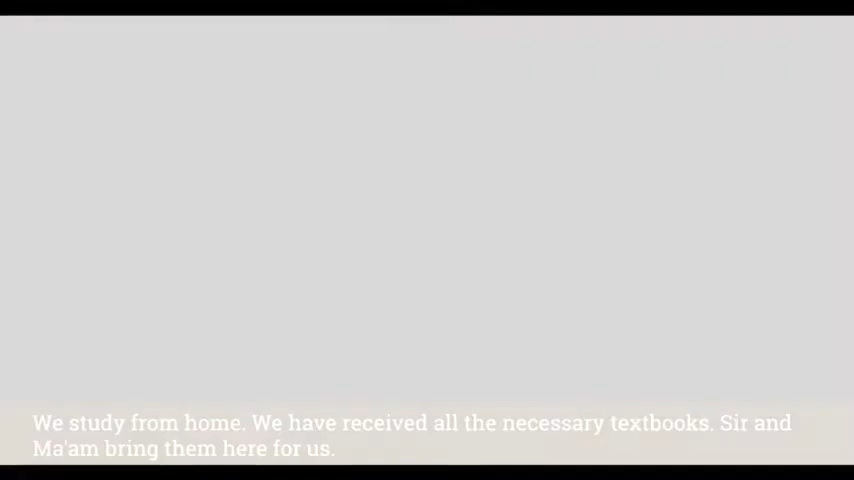 We study from home. We have received all the necessary textbooks. Sir and
Ma'am bring them here for us.